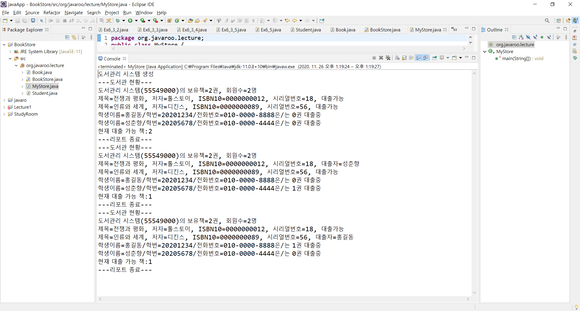 javaApp - BookStore/src/org/javaroo/lecture/MyStore.java - Eclipse IDE
File Edit Source Refactor Navigate Search Project Run Window Help
Package Explorer
BookStore
JRE System Library [JavaSE-11]
src
org.javaroo.lecture
Book.java
BookStore.java
MyStore.java
Student.java
Javaro
Lecture1
StudyRoom
Ex6_3_2.java
Ex6_3_3.java
Ex6_3_4.java
Ex6_3_5.java
Student.java
Book.java
BookStore.java
MyStore.java
1 package org.javaroo.lecture;
2 public class MyStore {
Console
<terminated> MyStore [Java Application] C:₩Program Files₩Java₩jdk-11.0.8+10₩bin₩javaw.exe (2020. 11. 26 오후 1:19:24 – 오후 1:19:27)
도서관리 시스템 생성
---도서관 현황---
도서관리 시스템(55549000)의 보유책=2권, 회원수=2명
제목=전쟁과 평화, 저자=톨스토이, ISBN10=0000000012, 시리얼번호=18, 대출가능
제목=인류와 세계, 저자=디킨스, ISBN10=0000000089, 시리얼번호=56, 대출가능
학생이름=홍길동/학번=20201234/전화번호=010-0000-8888은/는 0권 대출중
학생이름=성춘향/학번=20205678/전화번호=010-0000-4444은/는 0권 대출중
현재 대출 가능 책:2
---리포트 종료---
---도서관 현황---
도서관리 시스템(55549000)의 보유책=2권, 회원수=2명
제목=전쟁과 평화, 저자=톨스토이, ISBN10=0000000012, 시리얼번호=18, 대출자=성춘향
제목=인류와 세계, 저자=디킨스, ISBN10=0000000089, 시리얼번호=56, 대출가능
학생이름=홍길동/학번=20201234/전화번호=010-0000-8888은/는 0권 대출중
학생이름=성춘향/학번=20205678/전화번호=010-0000-4444은/는 1권 대출중
현재 대출 가능 책:1
---리포트 종료---
---도서관 현황---
도서관리 시스템(55549000)의 보유책=2권, 회원수=2명
제목=전쟁과 평화, 저자=톨스토이, ISBN10=0000000012, 시리얼번호=18, 대출가능
제목=인류와 세계, 저자=디킨스, ISBN10=0000000089, 시리얼번호=56, 대출자=홍길동
학생이름=홍길동/학번=20201234/전화번호=010-0000-8888은/는 1권 대출중
학생이름=성춘향/학번=20205678/전화번호=010-0000-4444은/는 0권 대출중
현재 대출 가능 책:1
---리포트 종료---
Outline
org.javaroo.lecture
MyStore
main(String[]) : void